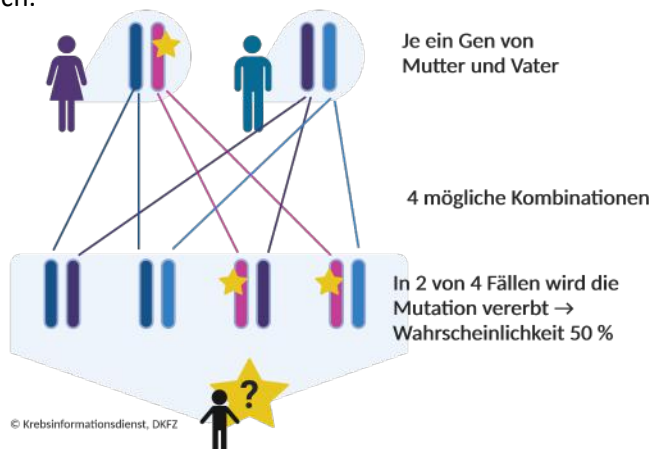 ch.
Je ein Gen von
Mutter und Vater
4 mögliche Kombinationen
In 2 von 4 Fällen wird die
Mutation vererbt →
Wahrscheinlichkeit 50 %
?
© Krebsinformationsdienst, DKFZ